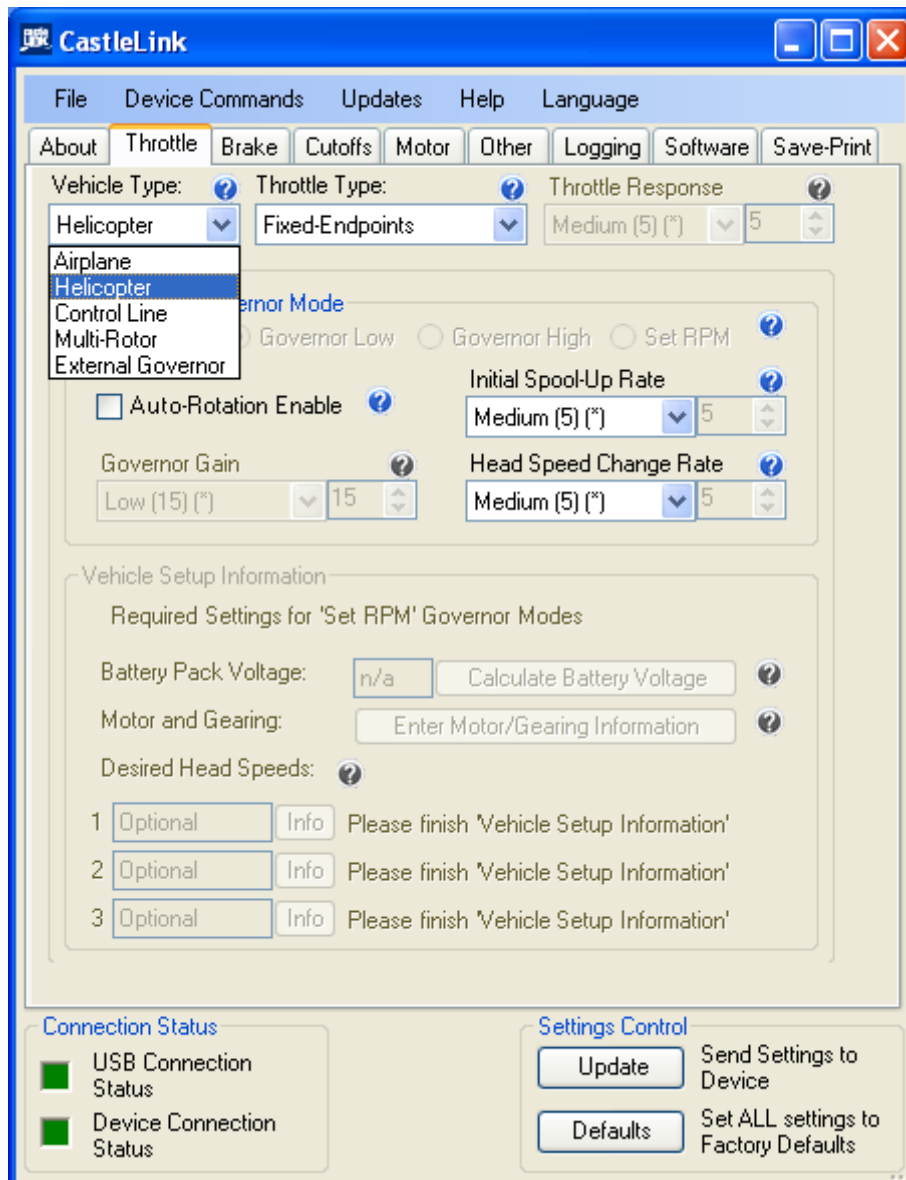 CastleLink
File Device Commands Updates Help Language
About Throttle Brake Cutoffs Motor Other Logging Software Save-Print
Vehicle Type: Throttle Type: Throttle Response
Helicopter Fixed-Endpoints Medium (5) (*) 5
Airplane
Helicopter
Control Line
Multi-Rotor
External Governor
Mode
Governor Low Governor High Set RPM
Auto-Rotation Enable
Initial Spool-Up Rate
Medium (5) (*) 5
Governor Gain
Low (15) (*) 15
Head Speed Change Rate
Medium (5) (*) 5
Vehicle Setup Information
Required Settings for 'Set RPM' Governor Modes
Battery Pack Voltage: n/a Calculate Battery Voltage
Motor and Gearing: Enter Motor/Gearing Information
Desired Head Speeds:
1 Optional Info Please finish 'Vehicle Setup Information'
2 Optional Info Please finish 'Vehicle Setup Information'
3 Optional Info Please finish 'Vehicle Setup Information'
Connection Status
USB Connection
Status
Device Connection
Status
Settings Control
Update Send Settings to
Device
Defaults Set ALL settings to
Factory Defaults